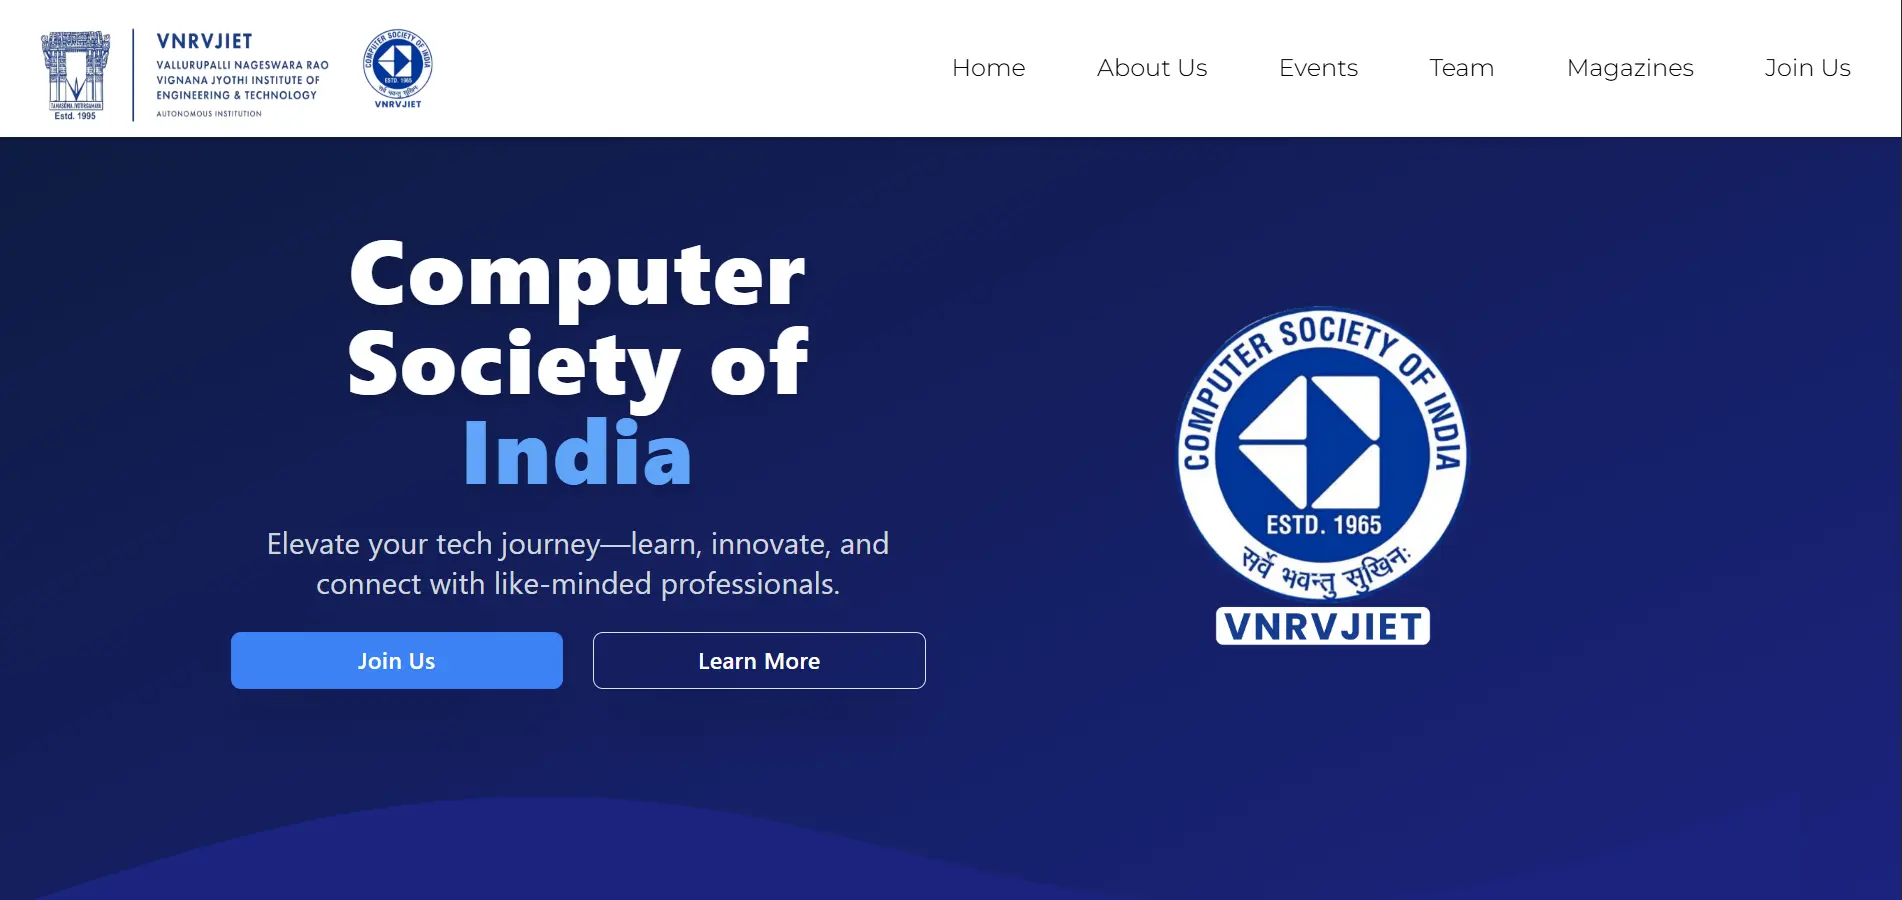 VNRVJIET
VALLURUPALLI NAGESWARA RAO
VIGNANA JYOTHI INSTITUTE OF
ENGINEERING & TECHNOLOGY
AUTONOMOUS INSTITUTION
Estd. 1995
COMPUTER SOCIETY OF INDIA
ESTD. 1965
सर्वे भवन्तु सुखिनः
VNRVJIET
Home
About Us
Events
Team
Magazines
Join Us
Computer
Society of
India
Elevate your tech journey—learn, innovate, and
connect with like-minded professionals.
Join Us
Learn More
COMPUTER SOCIETY OF INDIA
ESTD. 1965
सर्वे भवन्तु सुखिनः
VNRVJIET